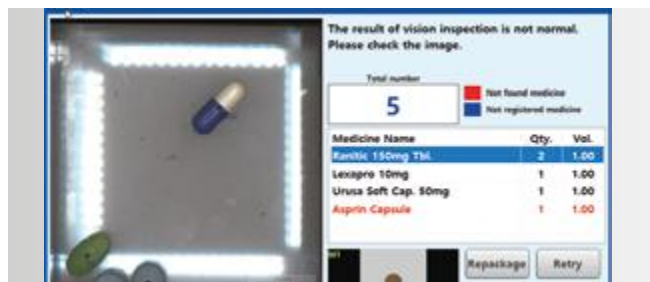 The result of vision inspection is not normal.
Please check the image.
Total number
5
Not found medicine
Not registered medicine
Medicine Name Qty. Vol.
Ranitic 150mg Tbl. 2 1.00
Lexapro 10mg 1 1.00
Urusa Soft Cap. 50mg 1 1.00
Asprin Capsule 1 1.00
Repackage Retry